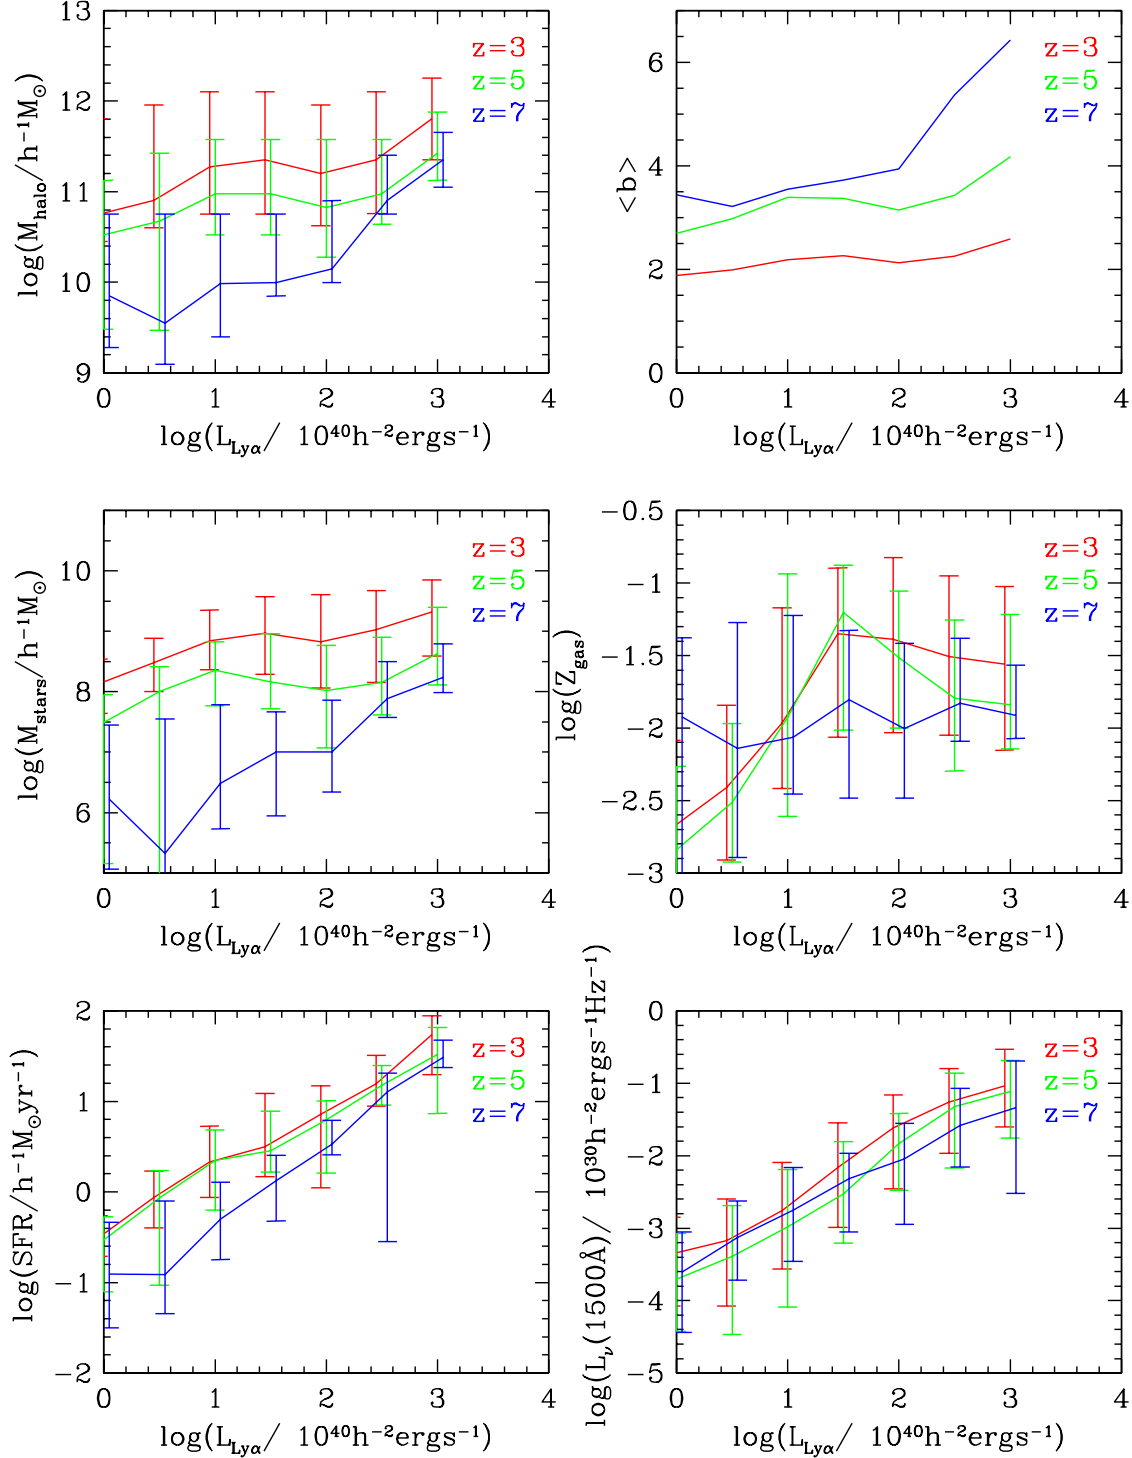 13
12
11
10
9
log(M_halo/h⁻¹M_⊙)
z=3
z=5
z=7
0 1 2 3 4
log(L_Lyα/ 10⁴⁰h⁻²ergs⁻¹)
6
4
2
0
<b>
z=3
z=5
z=7
0 1 2 3 4
log(L_Lyα/ 10⁴⁰h⁻²ergs⁻¹)
10
8
6
log(M_stars/h⁻¹M_⊙)
z=3
z=5
z=7
0 1 2 3 4
log(L_Lyα/ 10⁴⁰h⁻²ergs⁻¹)
−0.5
−1
−1.5
−2
−2.5
−3
log(Z_gas)
z=3
z=5
z=7
0 1 2 3 4
log(L_Lyα/ 10⁴⁰h⁻²ergs⁻¹)
2
1
0
−1
−2
log(SFR/h⁻¹M_⊙yr⁻¹)
z=3
z=5
z=7
0 1 2 3 4
log(L_Lyα/ 10⁴⁰h⁻²ergs⁻¹)
0
−1
−2
−3
−4
−5
log(L_ν(1500Å)/ 10³⁰h⁻²ergs⁻¹Hz⁻¹)
z=3
z=5
z=7
0 1 2 3 4
log(L_Lyα/ 10⁴⁰h⁻²ergs⁻¹)